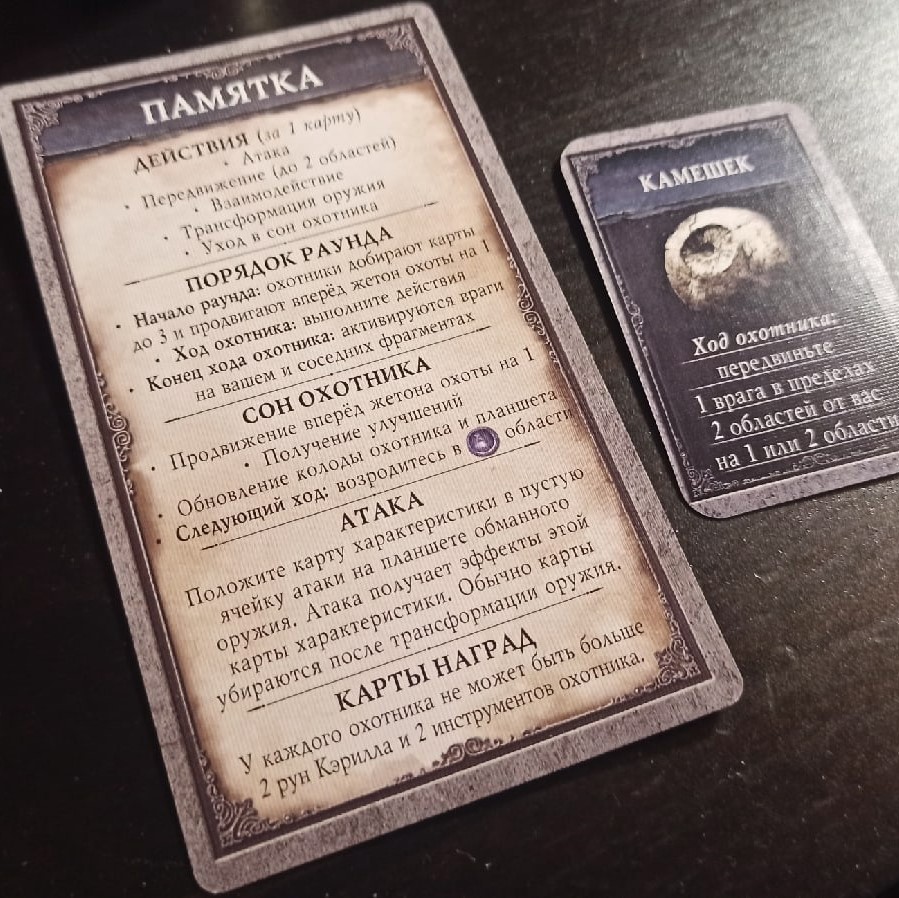 ПАМЯТКА
ДЕЙСТВИЯ (за 1 карту)
• Атака
• Передвижение (до 2 областей)
• Взаимодействие
• Трансформация оружия
• Уход в сон охотника
ПОРЯДОК РАУНДА
• Начало раунда: охотники добирают карты
до 3 и продвигают вперёд жетон охоты на 1
• Ход охотника: выполните действия
• Конец хода охотника: активируются враги
на вашем и соседних фрагментах
СОН ОХОТНИКА
• Продвижение вперёд жетона охоты на 1
• Получение улучшений
• Обновление колоды охотника и планшета
• Следующий ход: возродитесь в области
АТАКА
Положите карту характеристики в пустую
ячейку атаки на планшете обманного
оружия. Атака получает эффекты этой
карты характеристики. Обычно карты
убираются после трансформации оружия.
КАРТЫ НАГРАД
У каждого охотника не может быть больше
2 рун Кэрилла и 2 инструментов охотника.
КАМЕШЕК
Ход охотника:
передвиньте
1 врага в пределах
2 областей от вас
на 1 или 2 области